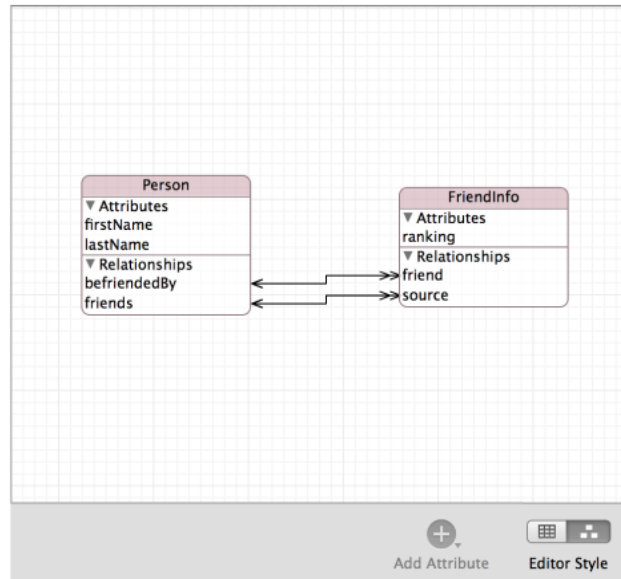 Person
Attributes
firstName
lastName
Relationships
befriendedBy
friends
FriendInfo
Attributes
ranking
Relationships
friend
source
Add Attribute
Editor Style